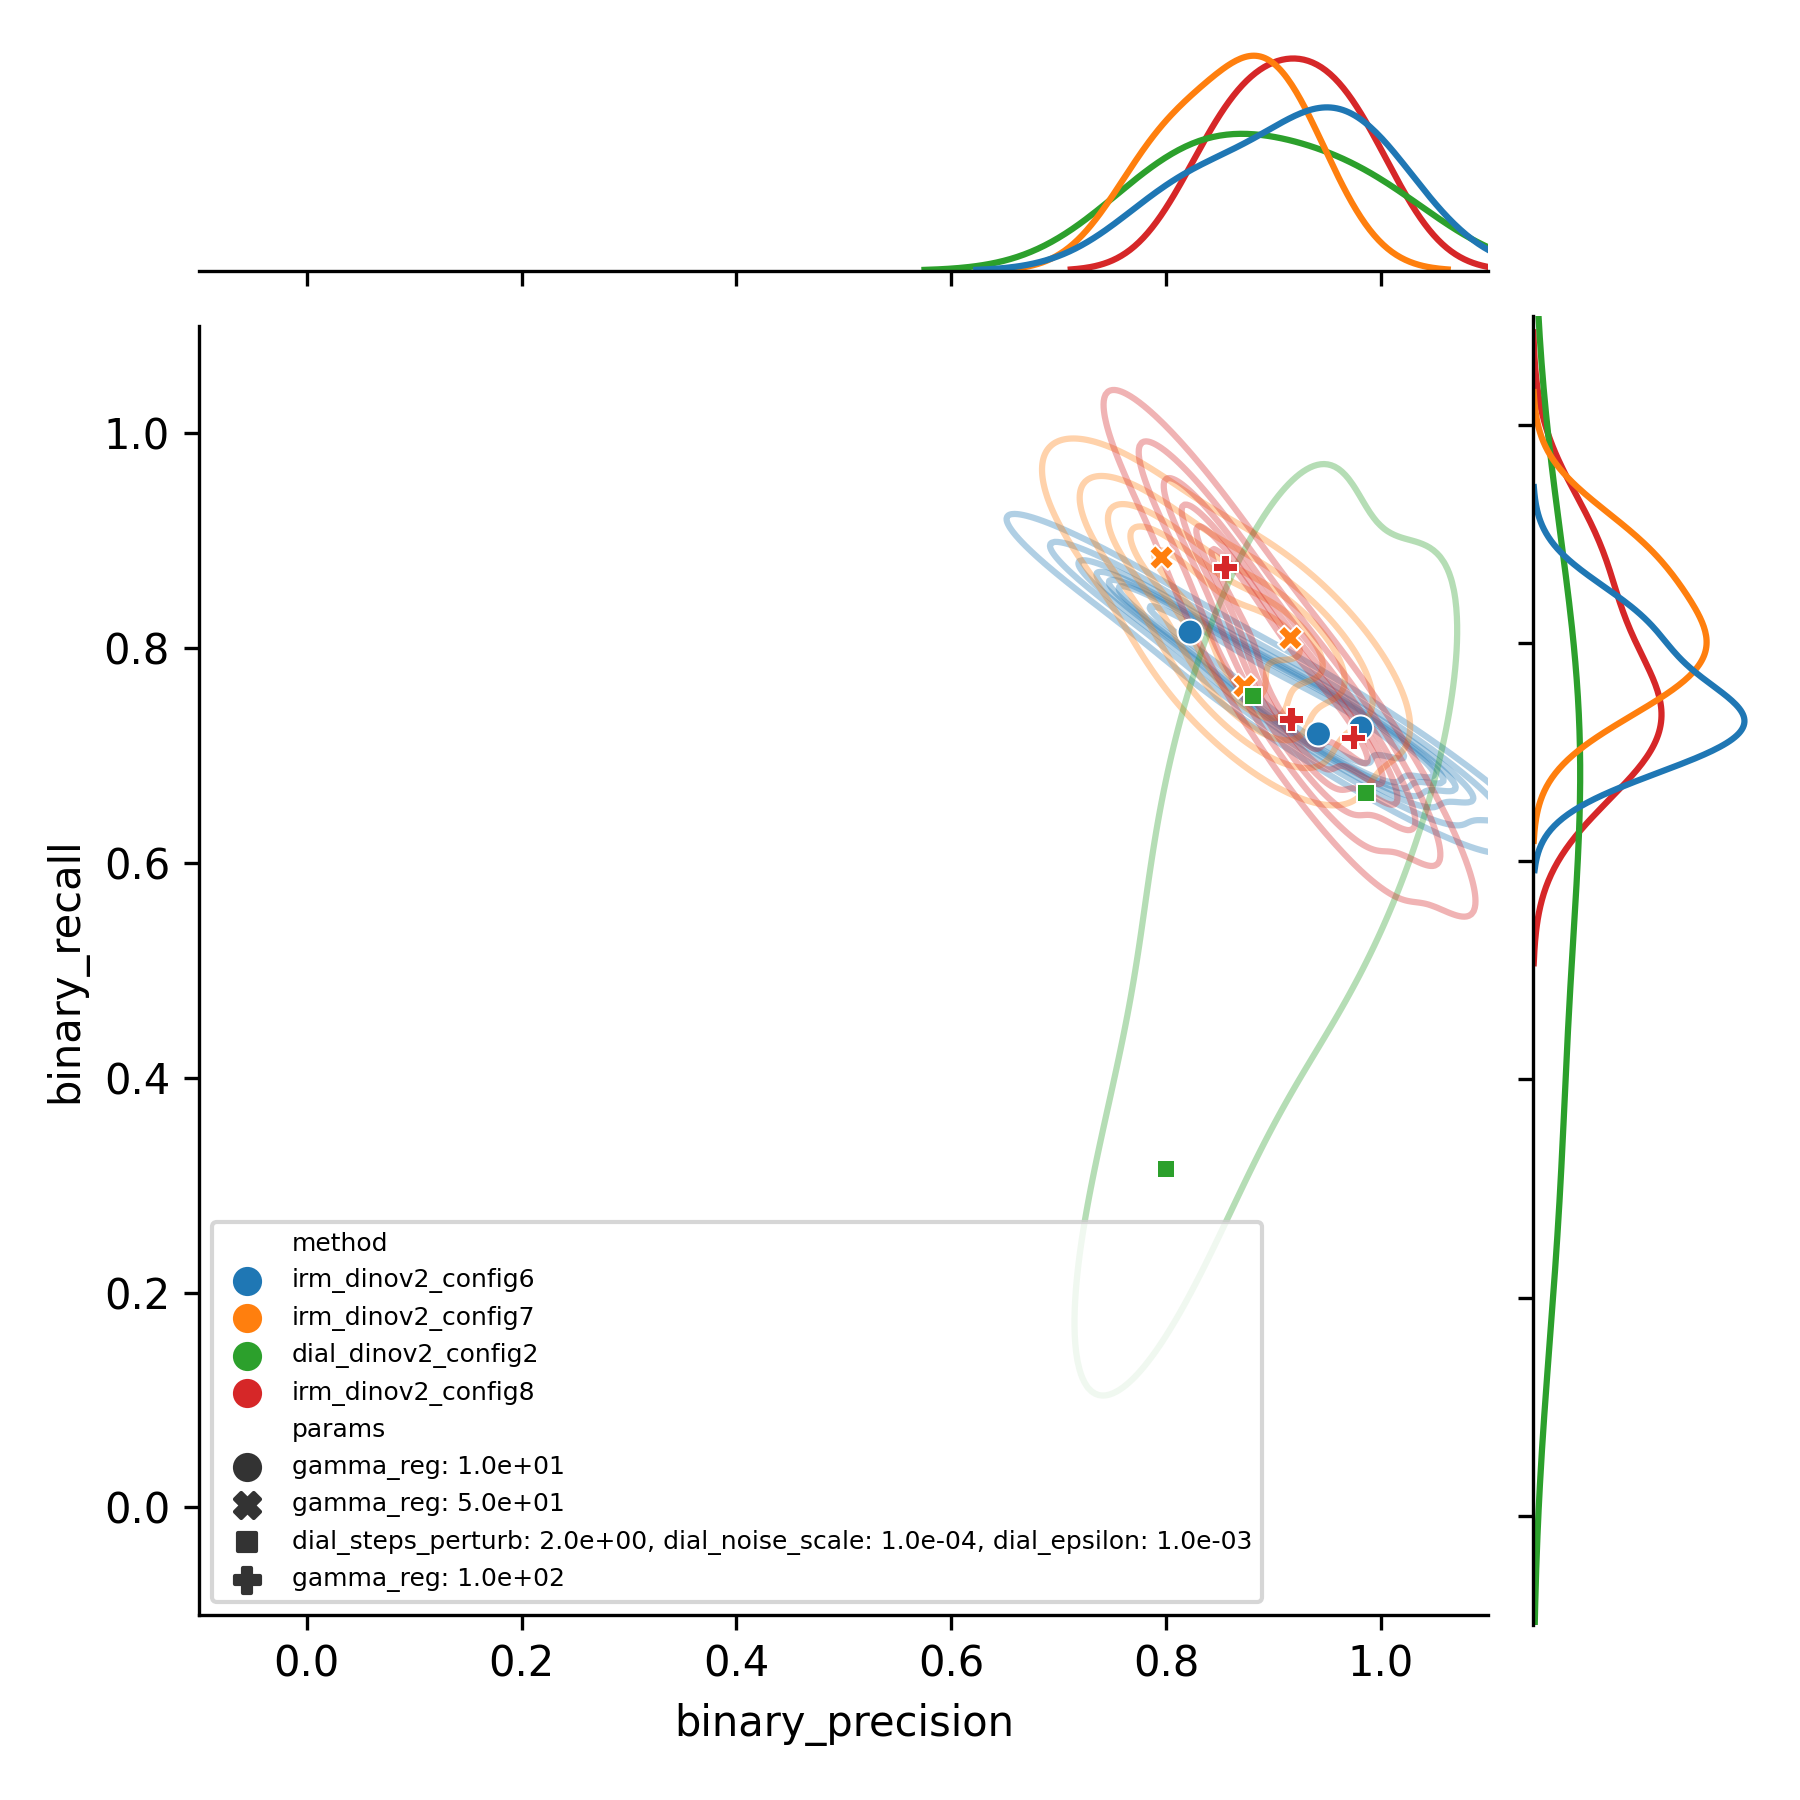 1.0
0.8
0.6
0.4
0.2
0.0
binary_recall
method
irm_dinov2_config6
irm_dinov2_config7
dial_dinov2_config2
irm_dinov2_config8
params
gamma_reg: 1.0e+01
gamma_reg: 5.0e+01
dial_steps_perturb: 2.0e+00, dial_noise_scale: 1.0e-04, dial_epsilon: 1.0e-03
gamma_reg: 1.0e+02
0.0 0.2 0.4 0.6 0.8 1.0
binary_precision